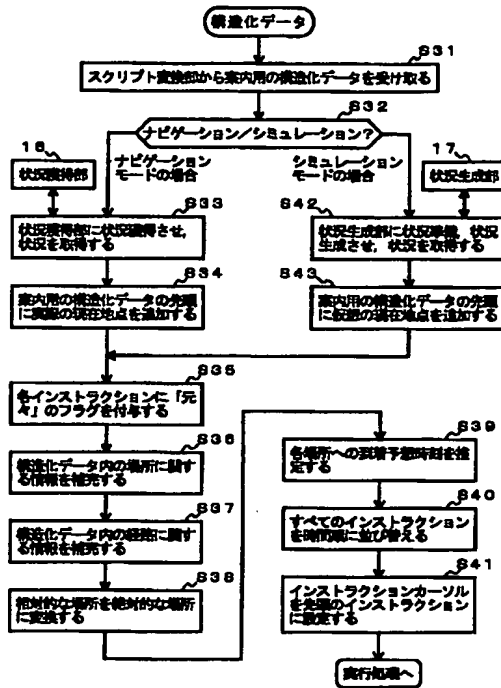 構造化データ
S31
スクリプト変換部から案内用の構造化データを受け取る
S32
ナビゲーション／シミュレーション？
16
状況獲得部
ナビゲーション
モードの場合
シミュレーション
モードの場合
17
状況生成部
S33
状況獲得部に状況獲得させ，
状況を取得する
S42
状況生成部に状況準備，状況
生成させ，状況を取得する
S34
案内用の構造化データの先頭
に実際の現在地点を追加する
S43
案内用の構造化データの先頭
に仮想の現在地点を追加する
S35
各インストラクションに「元
々」のフラグを付与する
S36
構造化データ内の場所に関す
る情報を補充する
S37
構造化データ内の経路に関す
る情報を補充する
S38
相対的な場所を絶対的な場所
に変換する
S39
各場所への到着予想時刻を推
定する
S40
すべてのインストラクション
を時間順に並び替える
S41
インストラクションカーソル
を先頭のインストラクション
に設定する
実行処理へ